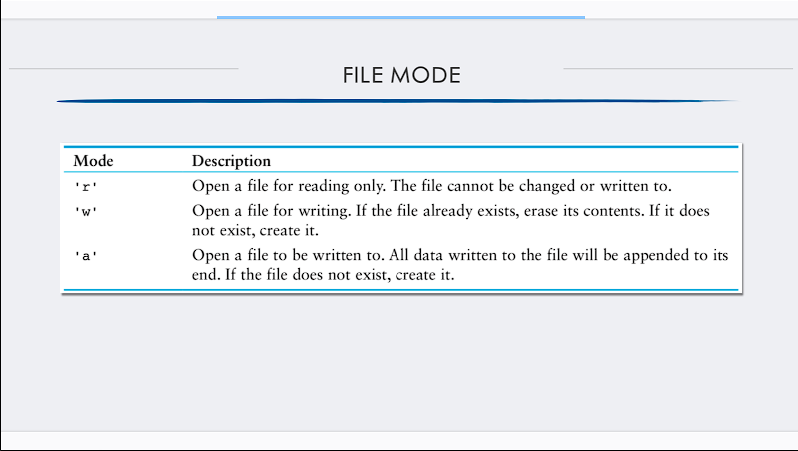 FILE MODE
Mode Description
'r' Open a file for reading only. The file cannot be changed or written to.
'w' Open a file for writing. If the file already exists, erase its contents. If it does
not exist, create it.
'a' Open a file to be written to. All data written to the file will be appended to its
end. If the file does not exist, create it.